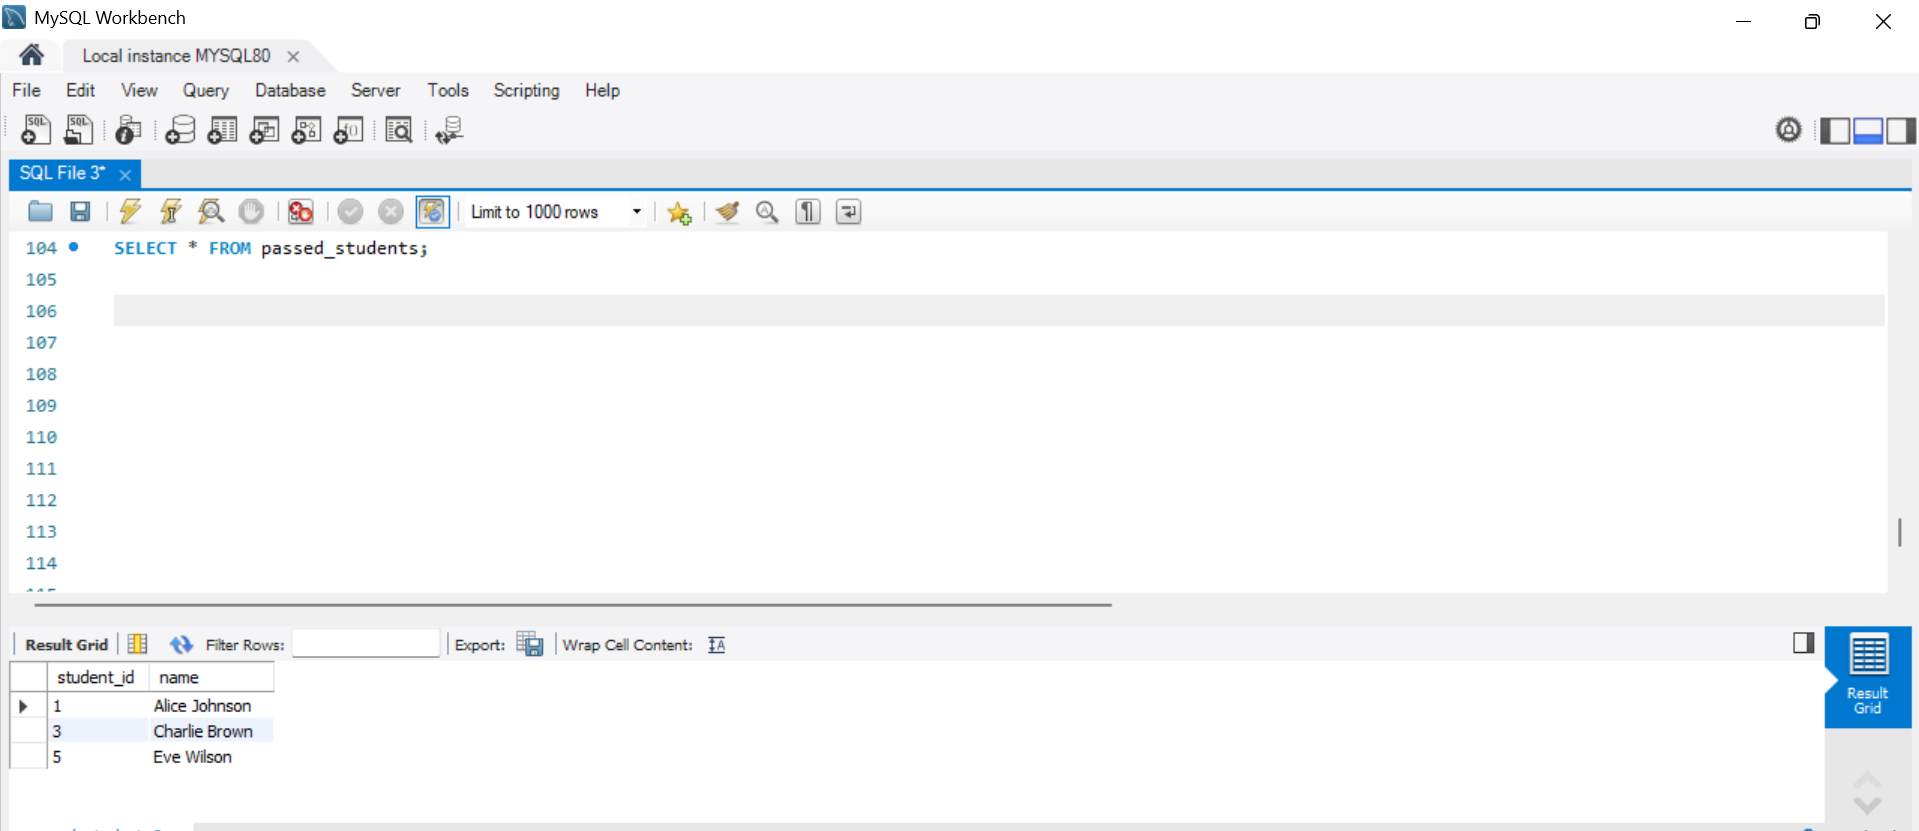 MySQL Workbench
Local instance MYSQL80
File Edit View Query Database Server Tools Scripting Help
SQL SQL
SQL File 3*
Limit to 1000 rows
104 SELECT * FROM passed_students;
105
106
107
108
109
110
111
112
113
114
Result Grid Filter Rows: Export: Wrap Cell Content:
student_id name
1 Alice Johnson
3 Charlie Brown
5 Eve Wilson
Result
Grid